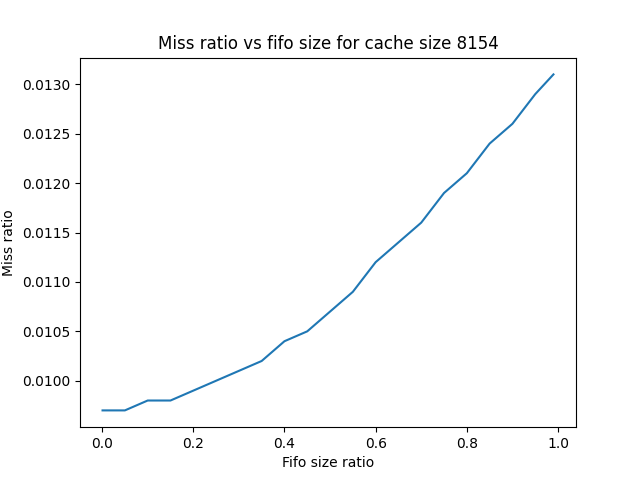 Miss ratio vs fifo size for cache size 8154
0.0130
0.0125
0.0120
0.0115
0.0110
0.0105
0.0100
Miss ratio
0.0 0.2 0.4 0.6 0.8 1.0
Fifo size ratio